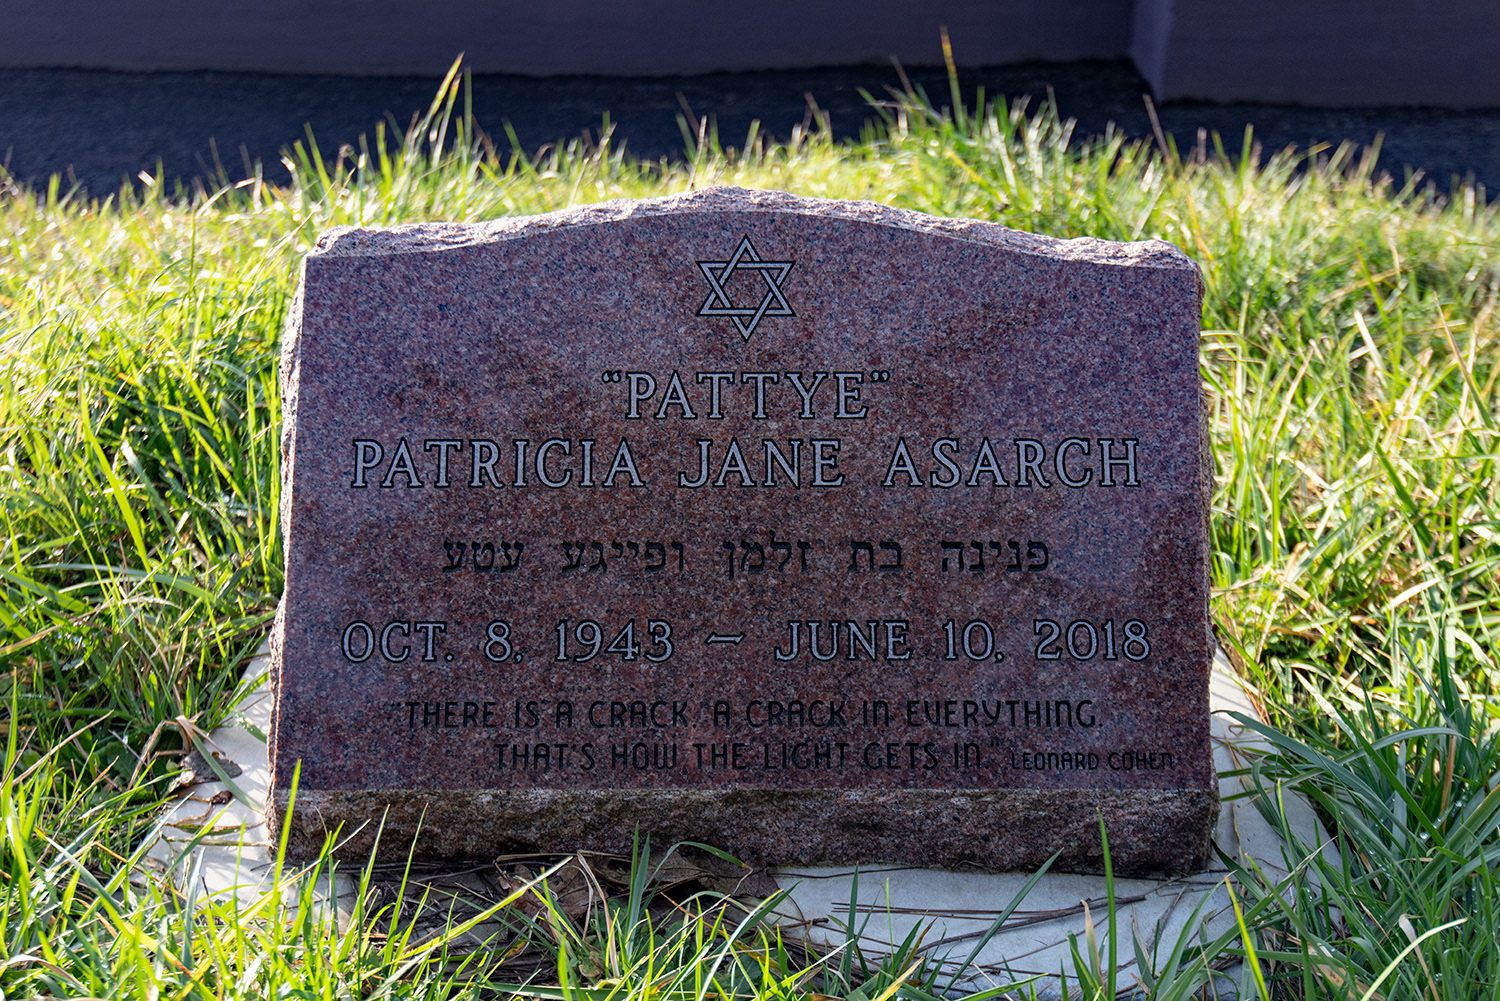 “PATTYE”
PATRICIA JANE ASARCH
פנינה בת זלמן ופייגע עטע
OCT. 8, 1943 – JUNE 10, 2018
“THERE IS A CRACK, A CRACK IN EVERYTHING.
THAT'S HOW THE LIGHT GETS IN.” LEONARD COHEN